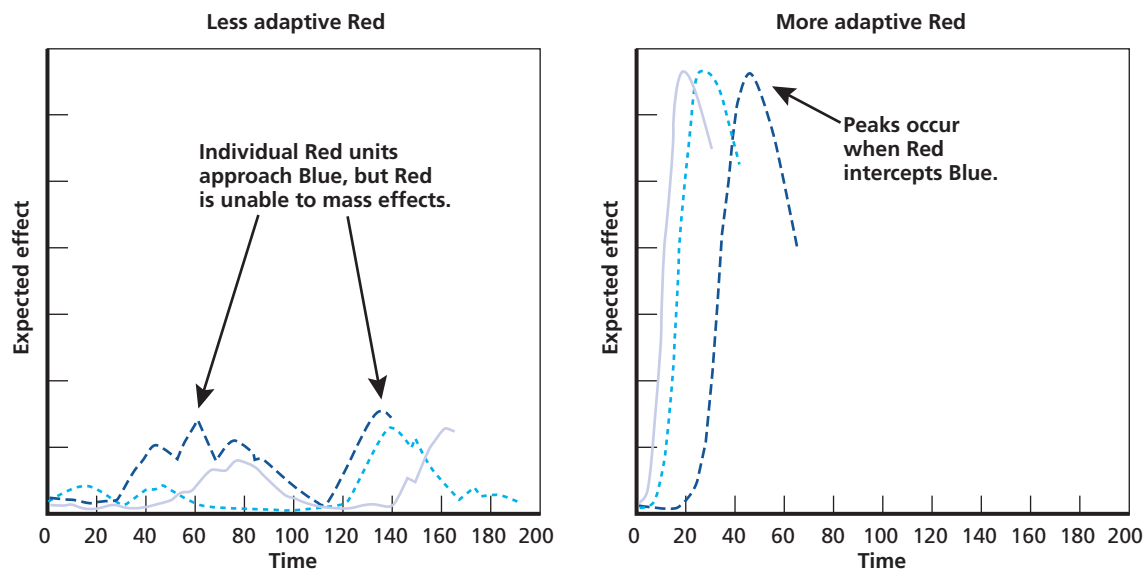 Less adaptive Red
Expected effect
Individual Red units
approach Blue, but Red
is unable to mass effects.
0 20 40 60 80 100 120 140 160 180 200
Time
More adaptive Red
Expected effect
Peaks occur
when Red
intercepts Blue.
0 20 40 60 80 100 120 140 160 180 200
Time